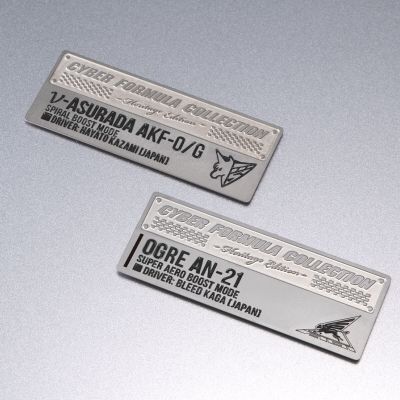 CYBER FORMULA COLLECTION
-Heritage Edition-
ν-ASURADA AKF-0/G
SPIRAL BOOST MODE
DRIVER: HAYATO KAZAMI [JAPAN]
CYBER FORMULA COLLECTION
-Heritage Edition-
OGRE AN-21
SUPER AERO BOOST MODE
DRIVER: BLEED KAGA [JAPAN]